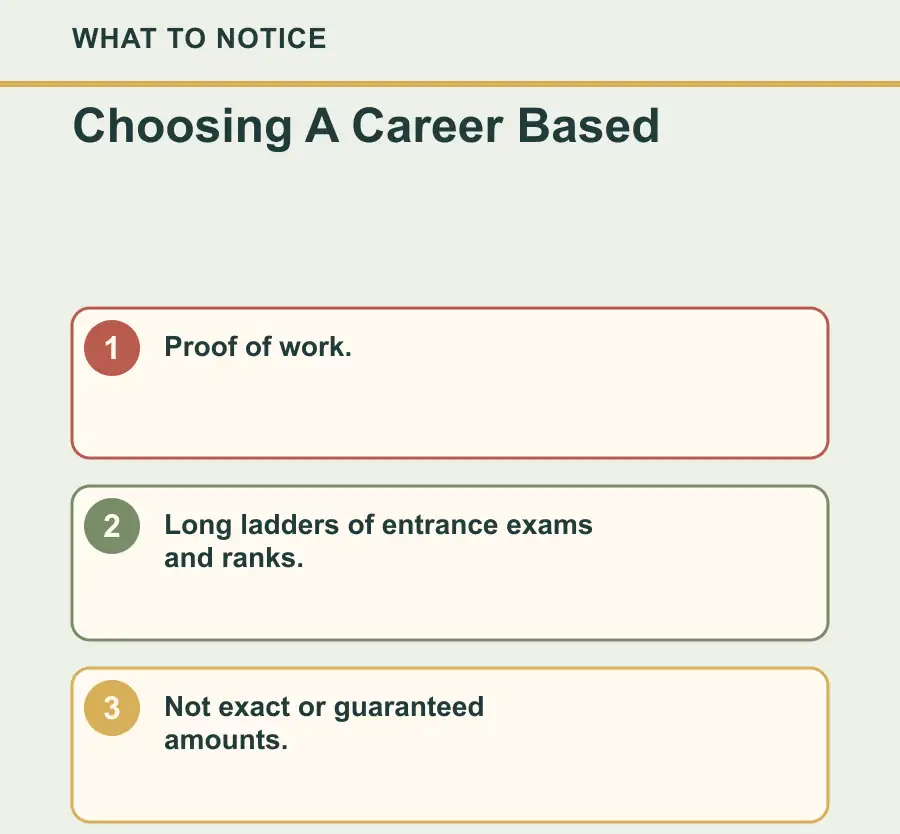 WHAT TO NOTICE
Choosing A Career Based
1
Proof of work.
2
Long ladders of entrance exams
and ranks.
3
Not exact or guaranteed
amounts.